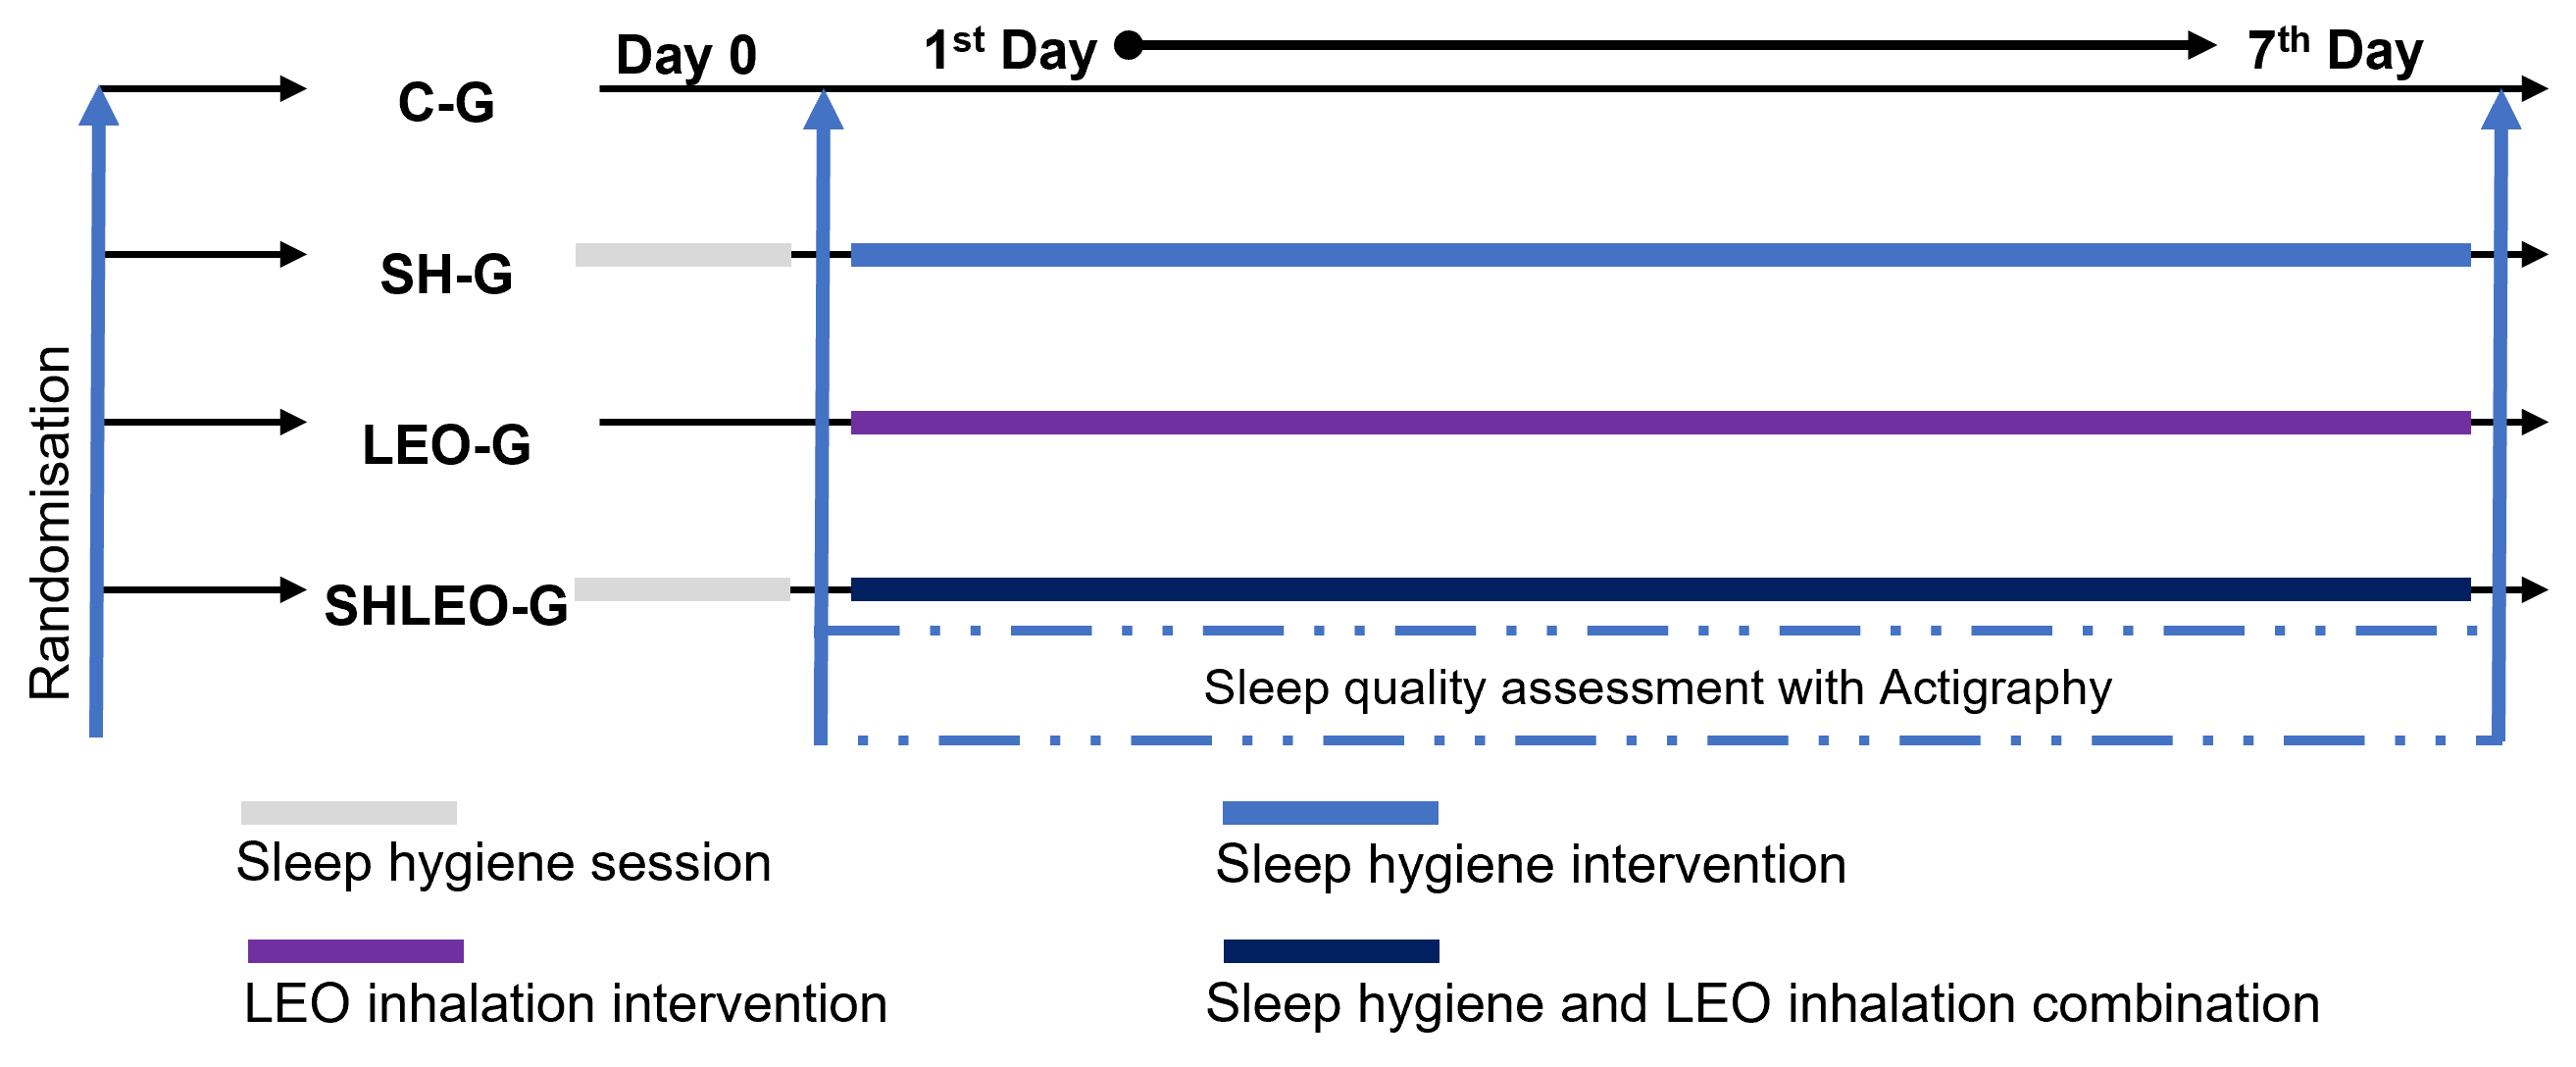 Day 0
1st Day
7th Day
C-G
SH-G
LEO-G
SHLEO-G
Randomisation
Sleep quality assessment with Actigraphy
Sleep hygiene session
Sleep hygiene intervention
LEO inhalation intervention
Sleep hygiene and LEO inhalation combination